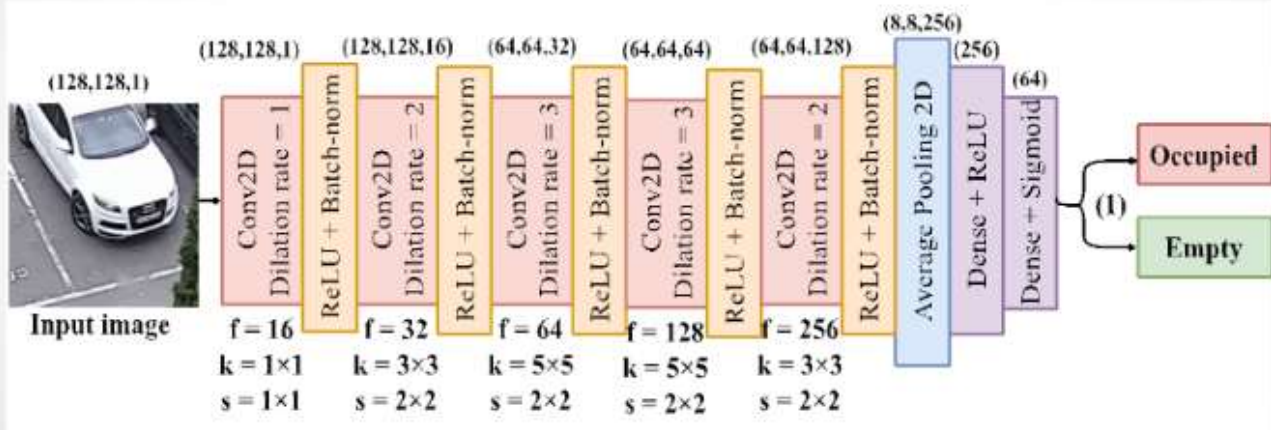 (128,128,1)
Input image
(128,128,1)
Conv2D
Dilation rate = 1
f = 16
k = 1×1
s = 1×1
ReLU + Batch-norm
(128,128,16)
Conv2D
Dilation rate = 2
f = 32
k = 3×3
s = 2×2
ReLU + Batch-norm
(64,64,32)
Conv2D
Dilation rate = 3
f = 64
k = 5×5
s = 2×2
ReLU + Batch-norm
(64,64,64)
Conv2D
Dilation rate = 3
f = 128
k = 5×5
s = 2×2
ReLU + Batch-norm
(64,64,128)
Conv2D
Dilation rate = 2
f = 256
k = 3×3
s = 2×2
ReLU + Batch-norm
(8,8,256)
Average Pooling 2D
(256)
Dense + ReLU
(64)
Dense + Sigmoid
(1)
Occupied
Empty